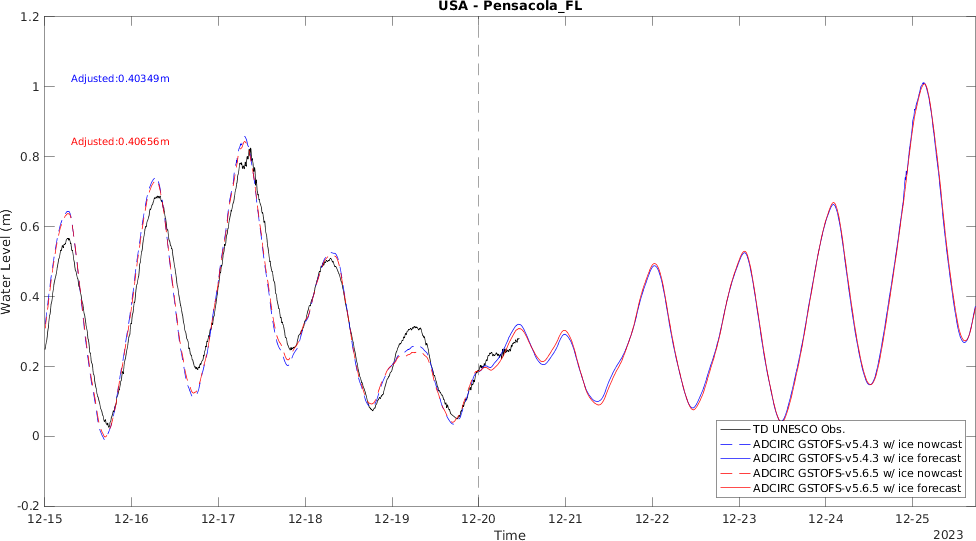 USA - Pensacola_FL
1.2
1
0.8
0.6
0.4
0.2
0
-0.2
Water Level (m)
Adjusted:0.40349m
Adjusted:0.40656m
TD UNESCO Obs.
ADCIRC GSTOFS-v5.4.3 w/ ice nowcast
ADCIRC GSTOFS-v5.4.3 w/ ice forecast
ADCIRC GSTOFS-v5.6.5 w/ ice nowcast
ADCIRC GSTOFS-v5.6.5 w/ ice forecast
12-15 12-16 12-17 12-18 12-19 12-20 12-21 12-22 12-23 12-24 12-25
Time
2023